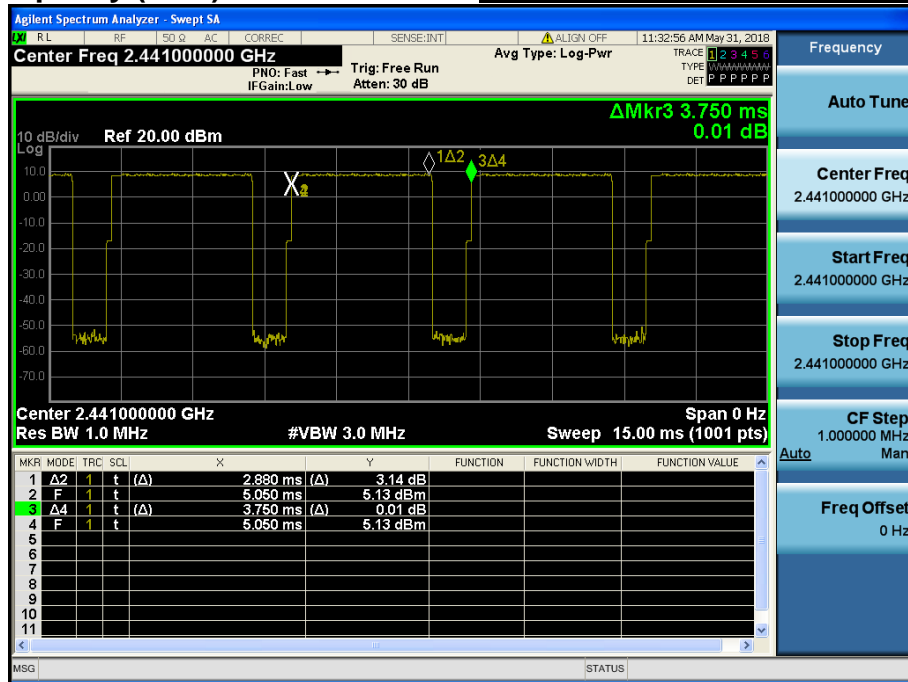 Agilent Spectrum Analyzer - Swept SA
LXI RL RF 50 Ω AC CORREC SENSE:INT ALIGN OFF 11:32:56 AM May 31, 2018
Center Freq 2.441000000 GHz
PNO: Fast
IFGain:Low
Trig: Free Run
Atten: 30 dB
Avg Type: Log-Pwr
TRACE 1 2 3 4 5 6
TYPE
DET P P P P P P
ΔMkr3 3.750 ms
0.01 dB
10 dB/div Ref 20.00 dBm
Log
10.0
0.00
-10.0
-20.0
-30.0
-40.0
-50.0
-60.0
-70.0
1Δ2
3Δ4
Center 2.441000000 GHz Span 0 Hz
Res BW 1.0 MHz #VBW 3.0 MHz Sweep 15.00 ms (1001 pts)
MKR MODE TRC SCL X Y FUNCTION FUNCTION WIDTH FUNCTION VALUE
1 Δ2 1 t (Δ) 2.880 ms (Δ) 3.14 dB
2 F 1 t 5.050 ms 5.13 dBm
3 Δ4 1 t (Δ) 3.750 ms (Δ) 0.01 dB
4 F 1 t 5.050 ms 5.13 dBm
5
6
7
8
9
10
11
MSG STATUS
Frequency
Auto Tune
Center Freq
2.441000000 GHz
Start Freq
2.441000000 GHz
Stop Freq
2.441000000 GHz
CF Step
1.000000 MHz
Auto Man
Freq Offset
0 Hz